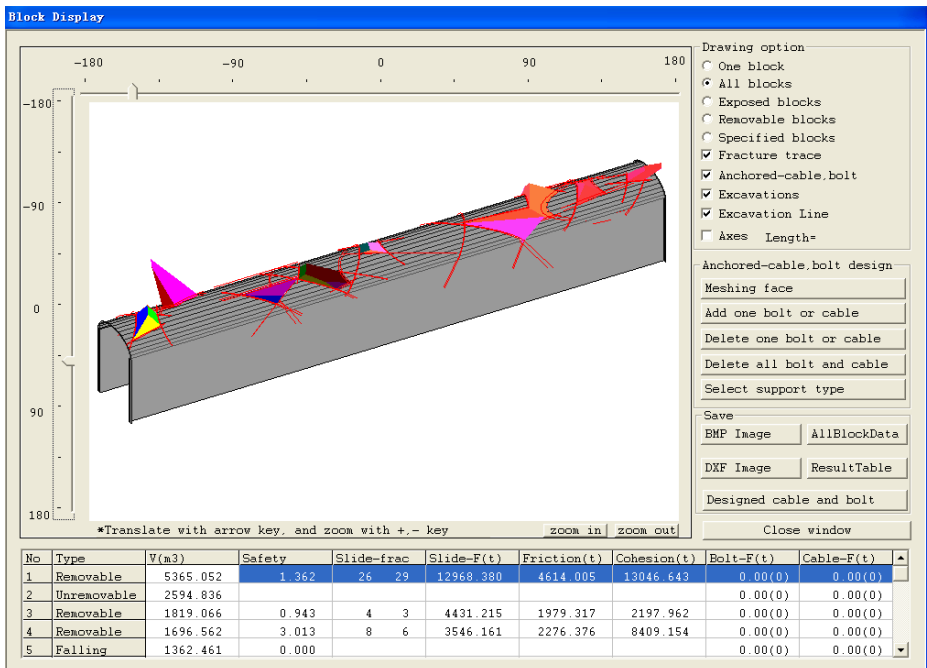 Block Display
-180 -90 0 90 180
-180
-90
0
90
180
*Translate with arrow key, and zoom with +,- key
zoom in zoom out
Drawing option
One block
All blocks
Exposed blocks
Removable blocks
Specified blocks
Fracture trace
Anchored-cable,bolt
Excavations
Excavation Line
Axes Length=
Anchored-cable,bolt design
Meshing face
Add one bolt or cable
Delete one bolt or cable
Delete all bolt and cable
Select support type
Save
BMP Image AllBlockData
DXF Image ResultTable
Designed cable and bolt
Close window
No Type V(m3) Safety Slide-frac Slide-F(t) Friction(t) Cohesion(t) Bolt-F(t) Cable-F(t)
1 Removable 5365.052 1.362 26 29 12968.380 4614.005 13046.643 0.00(0) 0.00(0)
2 Unremovable 2594.836 0.00(0) 0.00(0)
3 Removable 1819.066 0.943 4 3 4431.215 1979.317 2197.962 0.00(0) 0.00(0)
4 Removable 1696.562 3.013 8 6 3546.161 2276.376 8409.154 0.00(0) 0.00(0)
5 Falling 1362.461 0.000 0.00(0) 0.00(0)